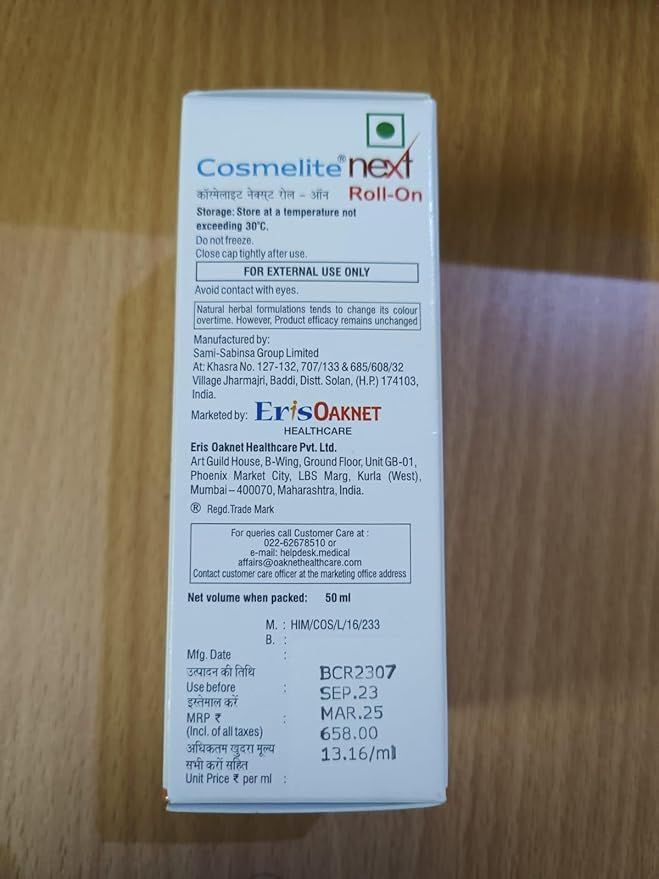 Cosmelite® next
कॉस्मेलाइट नेक्सट रोल - ऑन Roll-On
Storage: Store at a temperature not
exceeding 30°C.
Do not freeze.
Close cap tightly after use.
FOR EXTERNAL USE ONLY
Avoid contact with eyes.
Natural herbal formulations tends to change its colour
overtime. However, Product efficacy remains unchanged
Manufactured by:
Sami-Sabinsa Group Limited
At: Khasra No. 127-132, 707/133 & 685/608/32
Village Jharmajri, Baddi, Distt. Solan, (H.P.) 174103,
India.
Marketed by: Eris OAKNET
HEALTHCARE
Eris Oaknet Healthcare Pvt. Ltd.
Art Guild House, B-Wing, Ground Floor, Unit GB-01,
Phoenix Market City, LBS Marg, Kurla (West),
Mumbai – 400070, Maharashtra, India.
® Regd. Trade Mark
For queries call Customer Care at :
022-62678510 or
e-mail: helpdesk.medical
affairs@oaknethealthcare.com
Contact customer care officer at the marketing office address
Net volume when packed: 50 ml
M. : HIM/COS/L/16/233
B. :
Mfg. Date :
उत्पादन की तिथि BCR2307
Use before : SEP.23
इस्तेमाल करें
MRP ₹ : MAR.25
(Incl. of all taxes) 658.00
अधिकतम खुदरा मूल्य 13.16/ml
सभी करों सहित
Unit Price ₹ per ml :